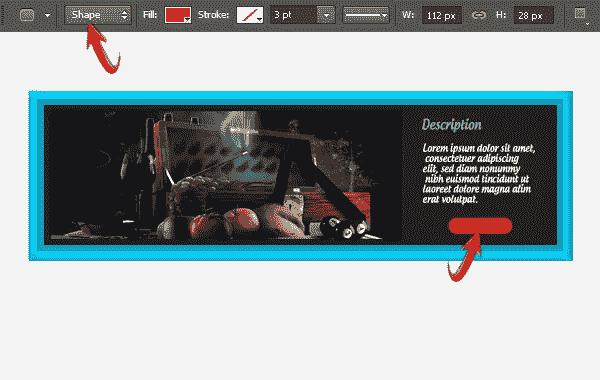 Shape Fill: Stroke: 3 pt W: 112 px H: 28 px
Description
Lorem ipsum dolor sit amet,
consectetuer adipiscing
elit, sed diam nonummy
nibh euismod tincidunt ut
laoreet dolore magna alim
erat volutpat.